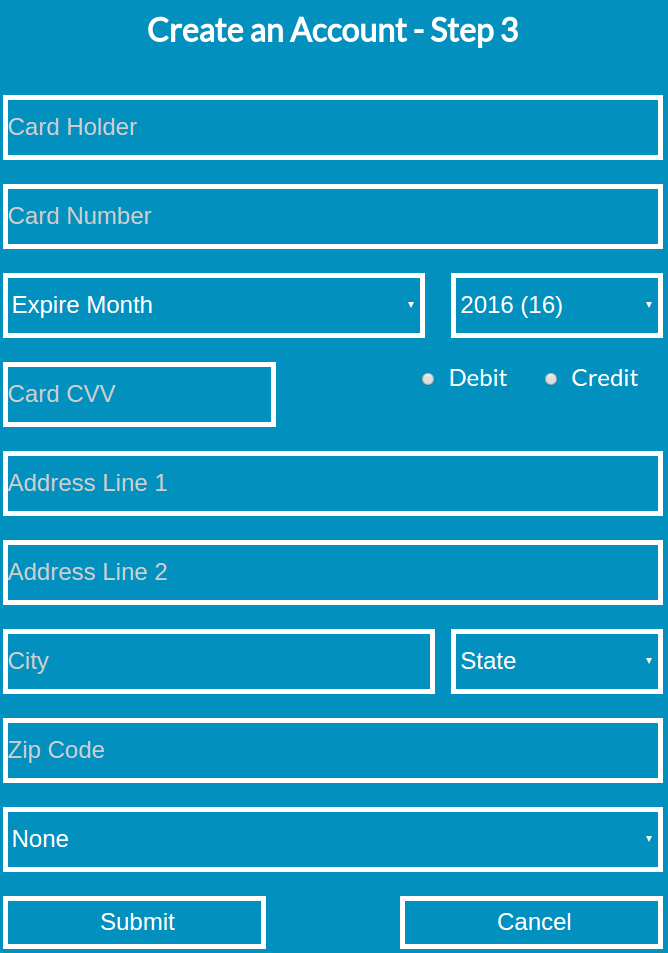 Create an Account - Step 3
Card Holder
Card Number
Expire Month 2016 (16)
Card CVV Debit Credit
Address Line 1
Address Line 2
City State
Zip Code
None
Submit Cancel